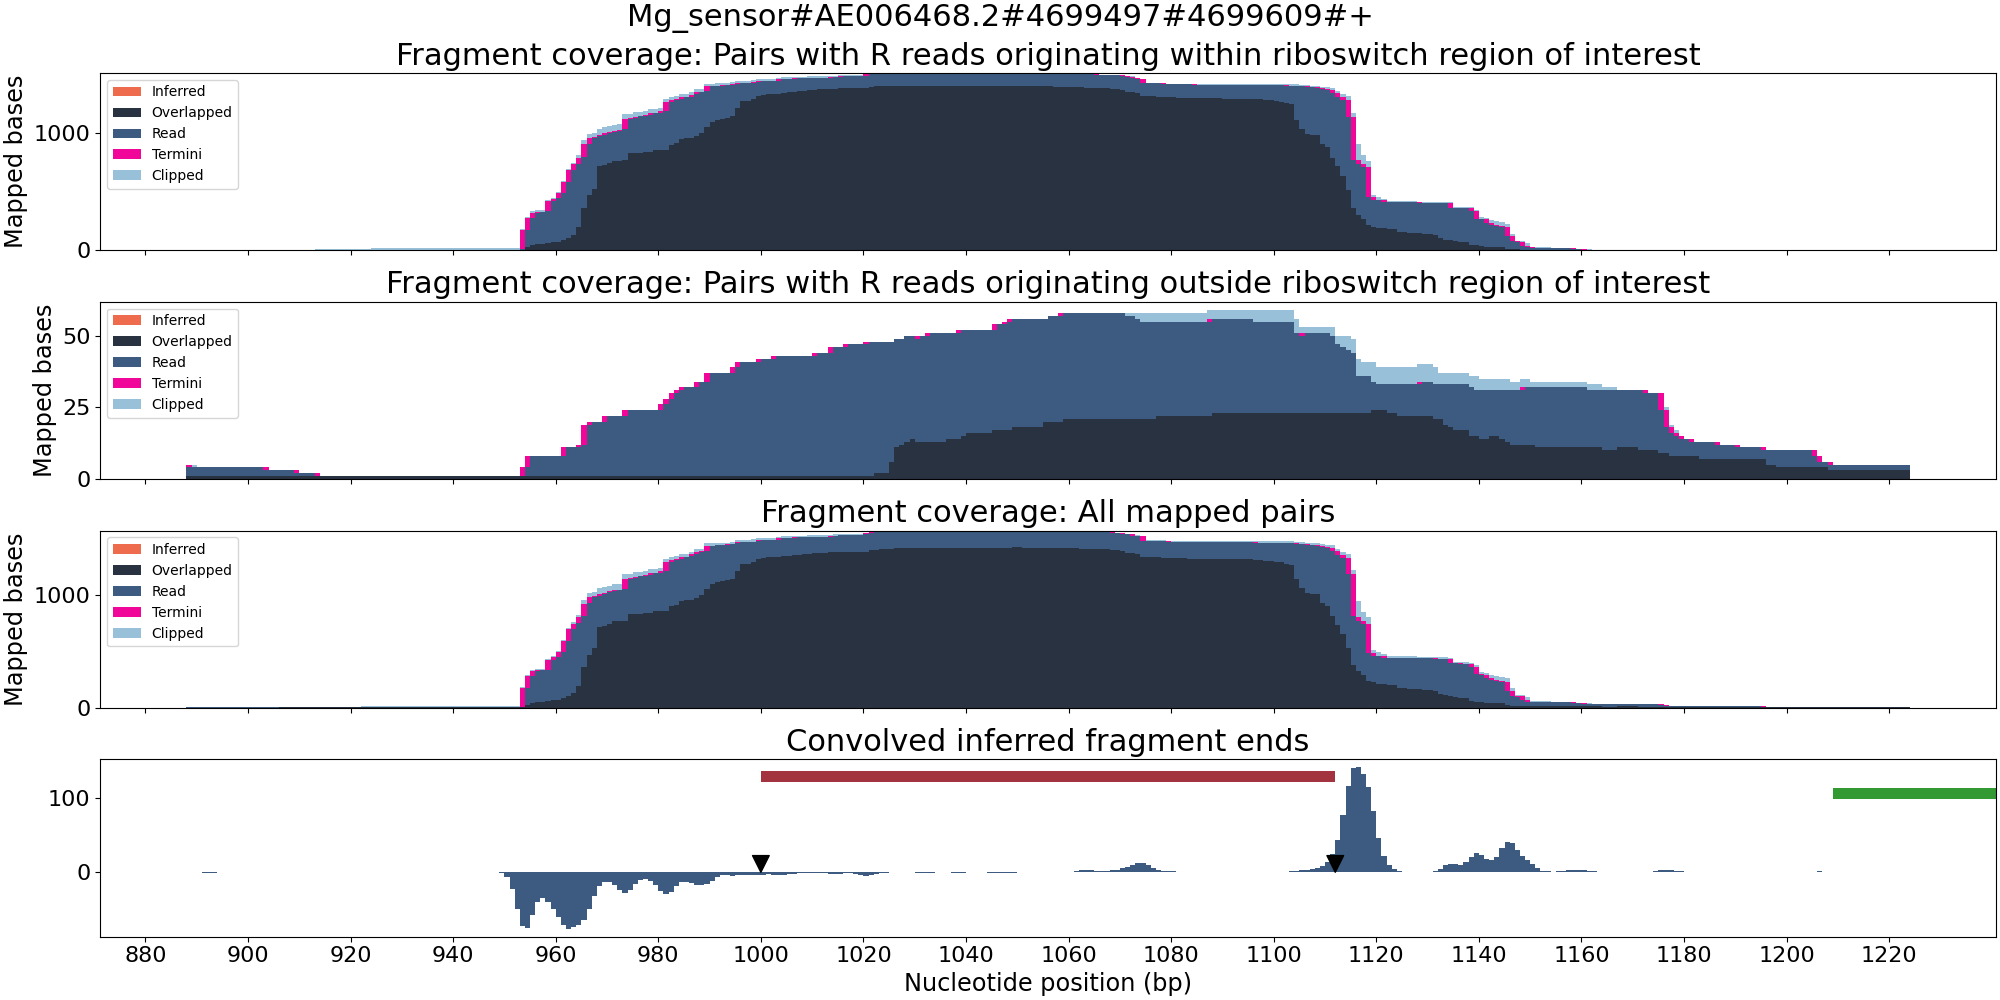 Mg_sensor#AE006468.2#4699497#4699609#+
Fragment coverage: Pairs with R reads originating within riboswitch region of interest
Mapped bases
1000
0
Inferred
Overlapped
Read
Termini
Clipped
Fragment coverage: Pairs with R reads originating outside riboswitch region of interest
Mapped bases
50
25
0
Inferred
Overlapped
Read
Termini
Clipped
Fragment coverage: All mapped pairs
Mapped bases
1000
0
Inferred
Overlapped
Read
Termini
Clipped
Convolved inferred fragment ends
100
0
880 900 920 940 960 980 1000 1020 1040 1060 1080 1100 1120 1140 1160 1180 1200 1220
Nucleotide position (bp)